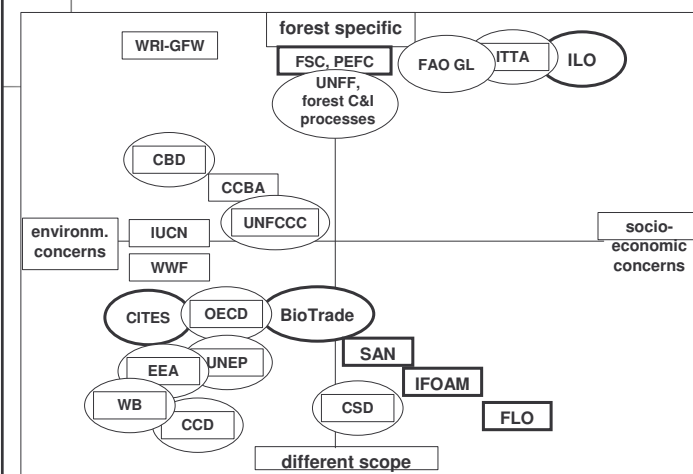 forest specific
WRI-GFW
FSC, PEFC
FAO GL
ITTA
ILO
UNFF,
forest C&I
processes
CBD
CCBA
UNFCCC
environm.
concerns
IUCN
WWF
socio-
economic
concerns
CITES
OECD
BioTrade
SAN
UNEP
EEA
IFOAM
WB
CSD
FLO
CCD
different scope